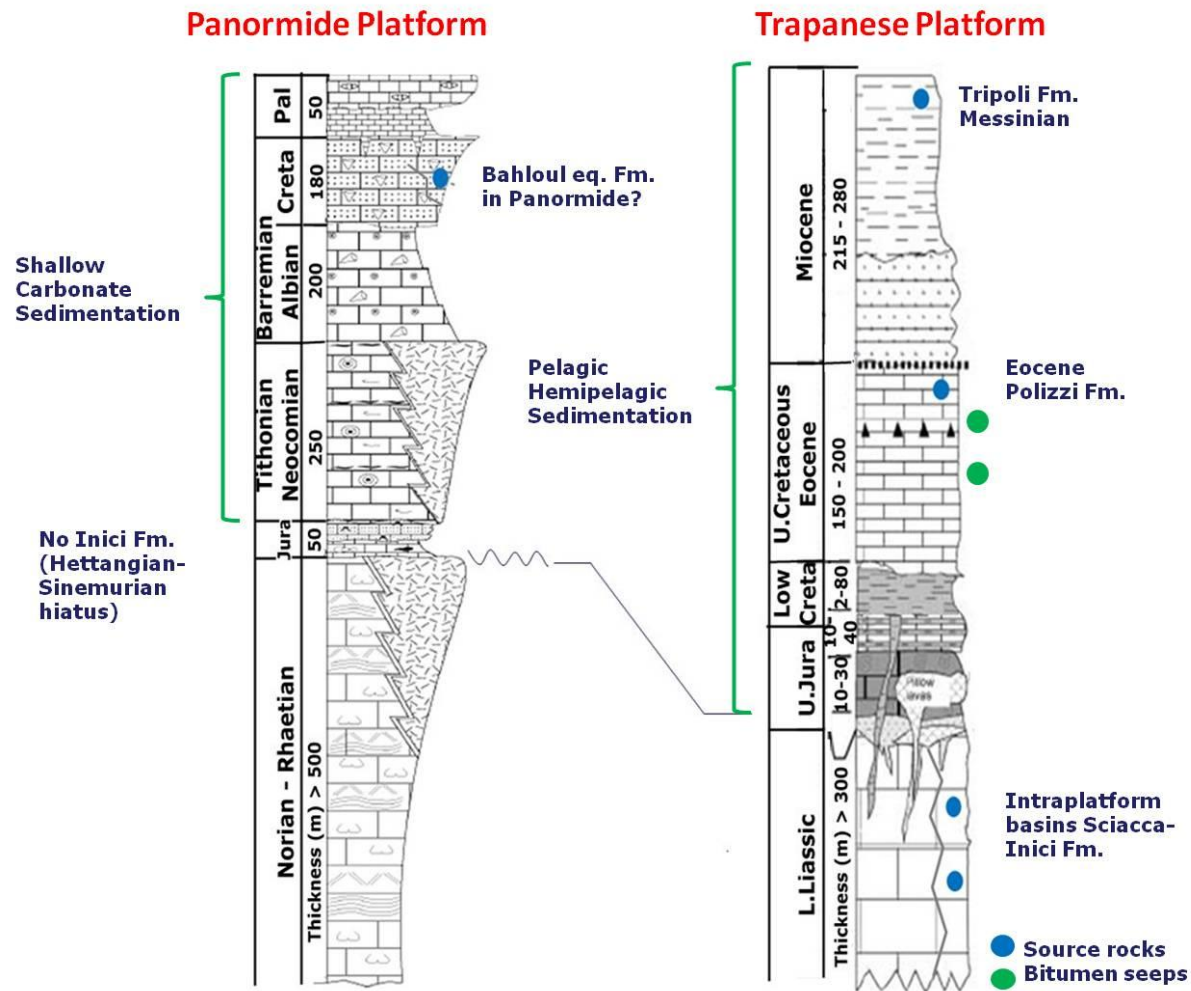 Panormide Platform
Trapanese Platform
Pal
50
Creta
180
Barremian
Albian
200
Tithonian
Neocomian
250
Jura
50
Norian - Rhaetian
Thickness (m) > 500
Shallow
Carbonate
Sedimentation
No Inici Fm.
(Hettangian-
Sinemurian
hiatus)
Bahloul eq. Fm.
in Panormide?
Pelagic
Hemipelagic
Sedimentation
Miocene
215 - 280
U.Cretaceous
Eocene
150 - 200
Low
Creta
2-80
10-
40
U.Jura
10-30
Pillow
lavas
L.Liassic
Thickness (m) > 300
Tripoli Fm.
Messinian
Eocene
Polizzi Fm.
Intraplatform
basins Sciacca-
Inici Fm.
Source rocks
Bitumen seeps